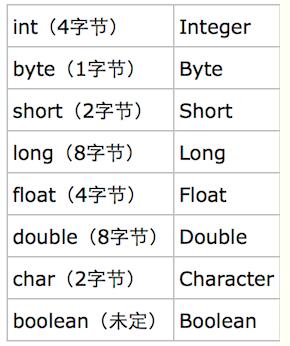 int（4字节） Integer
byte（1字节） Byte
short（2字节） Short
long（8字节） Long
float（4字节） Float
double（8字节） Double
char（2字节） Character
boolean（未定） Boolean